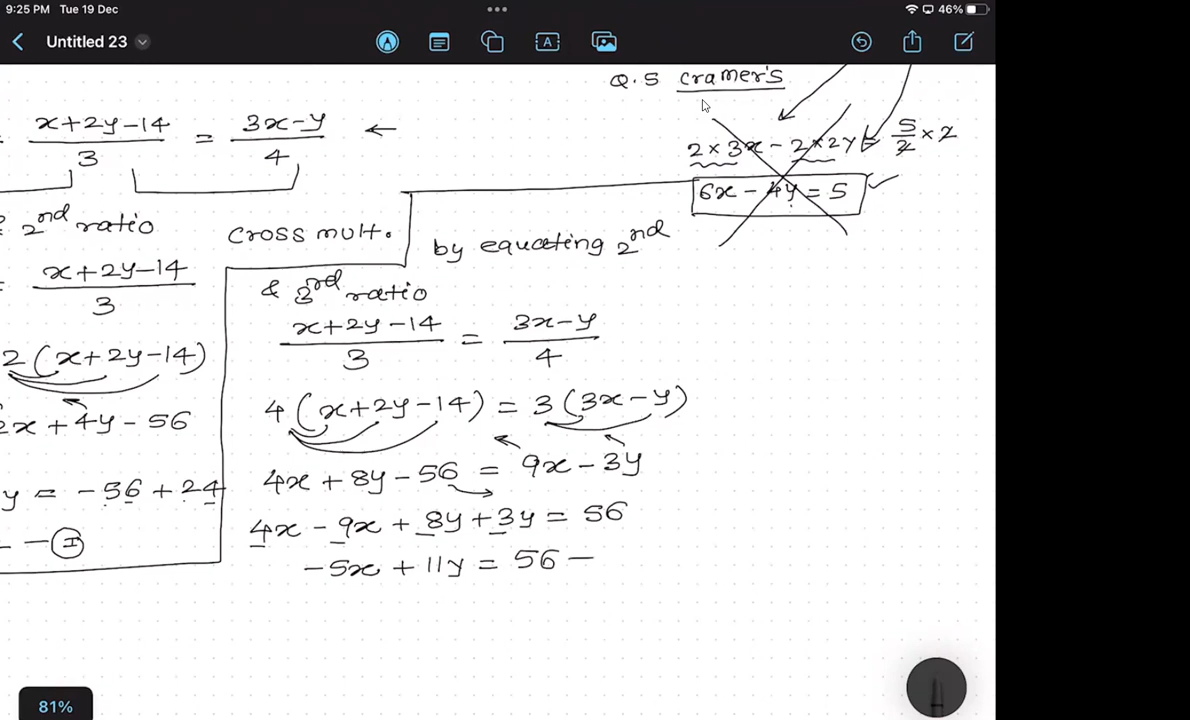 9:25 PM Tue 19 Dec
46%
Untitled 23
A
Q.5 Cramer's
= x+2y-14/3 = 3x-y/4 ←
2×3x - 2×2y = 5/2 × 2
6x - 4y = 5 ✓
& 2nd ratio
cross mult.
by equating 2nd
& 3rd ratio
= x+2y-14/3
x+2y-14/3 = 3x-y/4
2(x+2y-14)
4(x+2y-14) = 3(3x-y)
2x+4y-56
4x+8y-56 = 9x-3y
y = -56+24
4x-9x+8y+3y = 56
- - I
-5x+11y = 56 -
81%